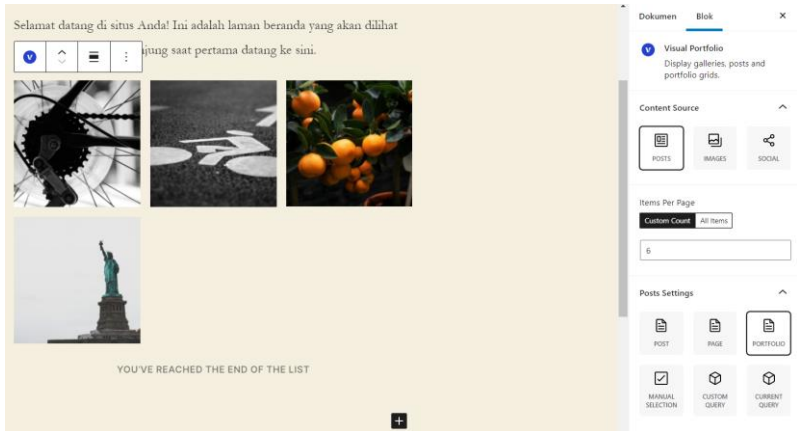 Selamat datang di situs Anda! Ini adalah laman beranda yang akan dilihat
jung saat pertama datang ke sini.
YOU'VE REACHED THE END OF THE LIST
Dokumen Blok
Visual Portfolio
Display galleries, posts and
portfolio grids.
Content Source
POSTS IMAGES SOCIAL
Items Per Page
Custom Count All Items
6
Posts Settings
POST PAGE PORTFOLIO
MANUAL
SELECTION
CUSTOM
QUERY
CURRENT
QUERY